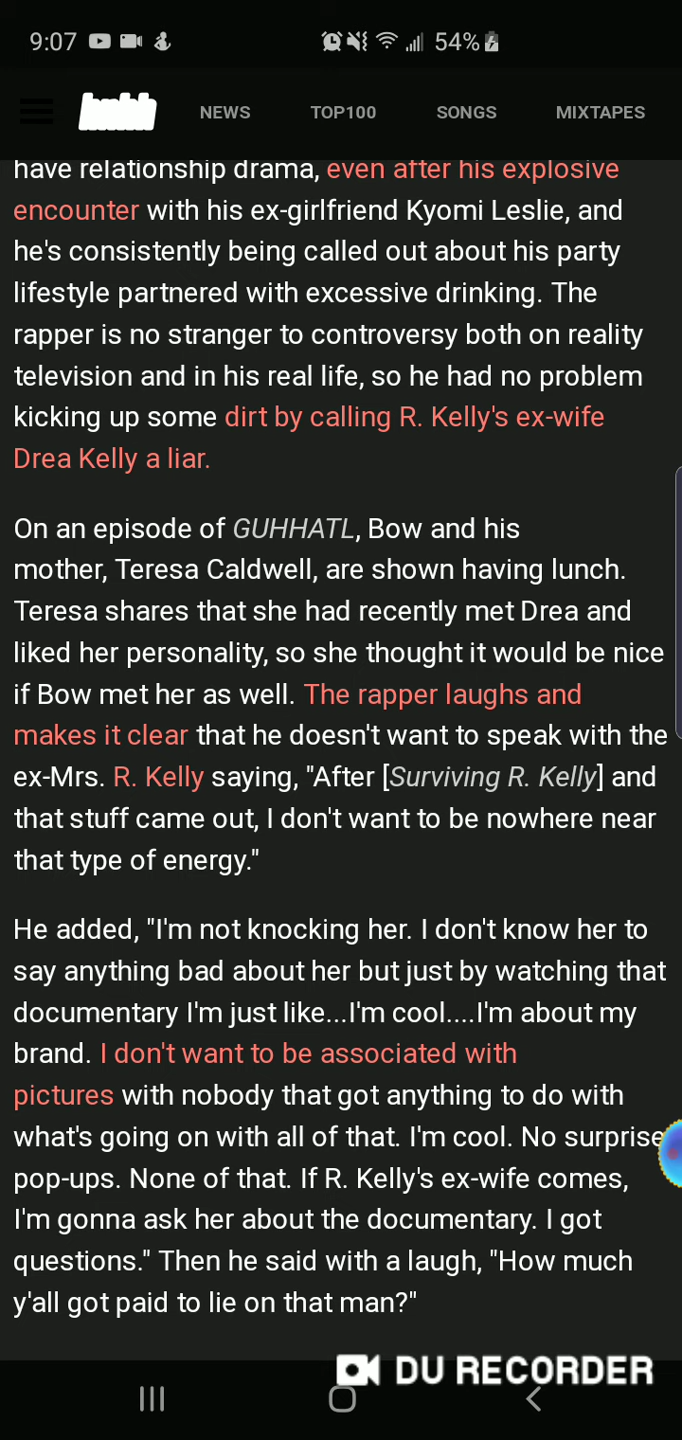 9:07
54%
NEWS
TOP100
SONGS
MIXTAPES
have relationship drama, even after his explosive
encounter with his ex-girlfriend Kyomi Leslie, and
he's consistently being called out about his party
lifestyle partnered with excessive drinking. The
rapper is no stranger to controversy both on reality
television and in his real life, so he had no problem
kicking up some dirt by calling R. Kelly's ex-wife
Drea Kelly a liar.
On an episode of GUHHATL, Bow and his
mother, Teresa Caldwell, are shown having lunch.
Teresa shares that she had recently met Drea and
liked her personality, so she thought it would be nice
if Bow met her as well. The rapper laughs and
makes it clear that he doesn't want to speak with the
ex-Mrs. R. Kelly saying, "After [Surviving R. Kelly] and
that stuff came out, I don't want to be nowhere near
that type of energy."
He added, "I'm not knocking her. I don't know her to
say anything bad about her but just by watching that
documentary I'm just like...I'm cool....I'm about my
brand. I don't want to be associated with
pictures with nobody that got anything to do with
what's going on with all of that. I'm cool. No surprise
pop-ups. None of that. If R. Kelly's ex-wife comes,
I'm gonna ask her about the documentary. I got
questions." Then he said with a laugh, "How much
y'all got paid to lie on that man?"
DU RECORDER